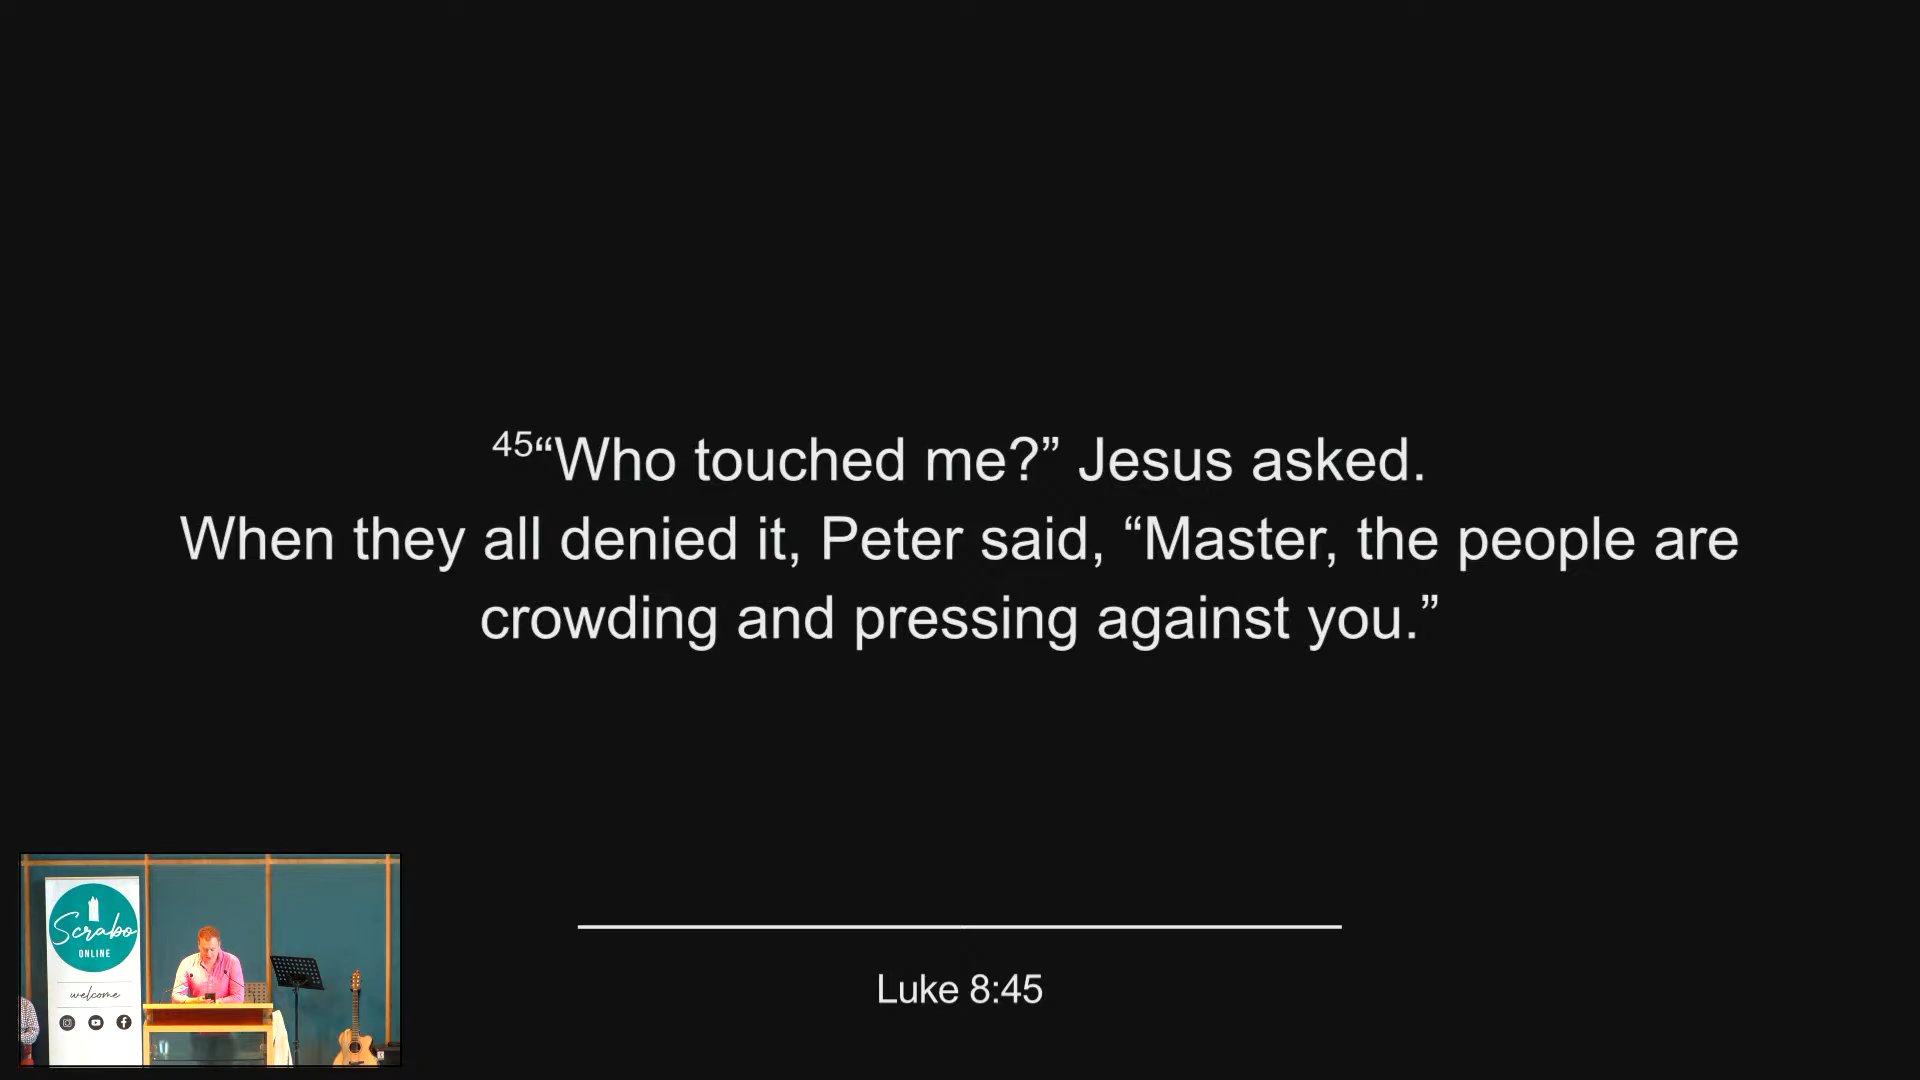 45“Who touched me?” Jesus asked.
When they all denied it, Peter said, “Master, the people are
crowding and pressing against you.”
Luke 8:45
Scrabo
ONLINE
welcome